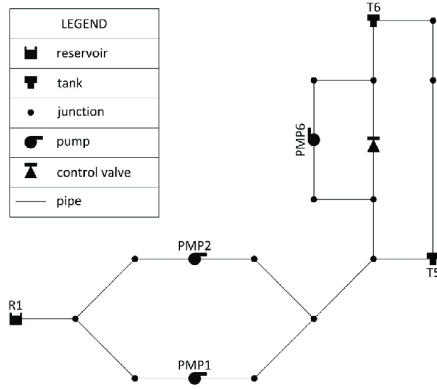 LEGEND
reservoir
tank
junction
pump
control valve
pipe
T6
PMP6
PMP2
T5
R1
PMP1